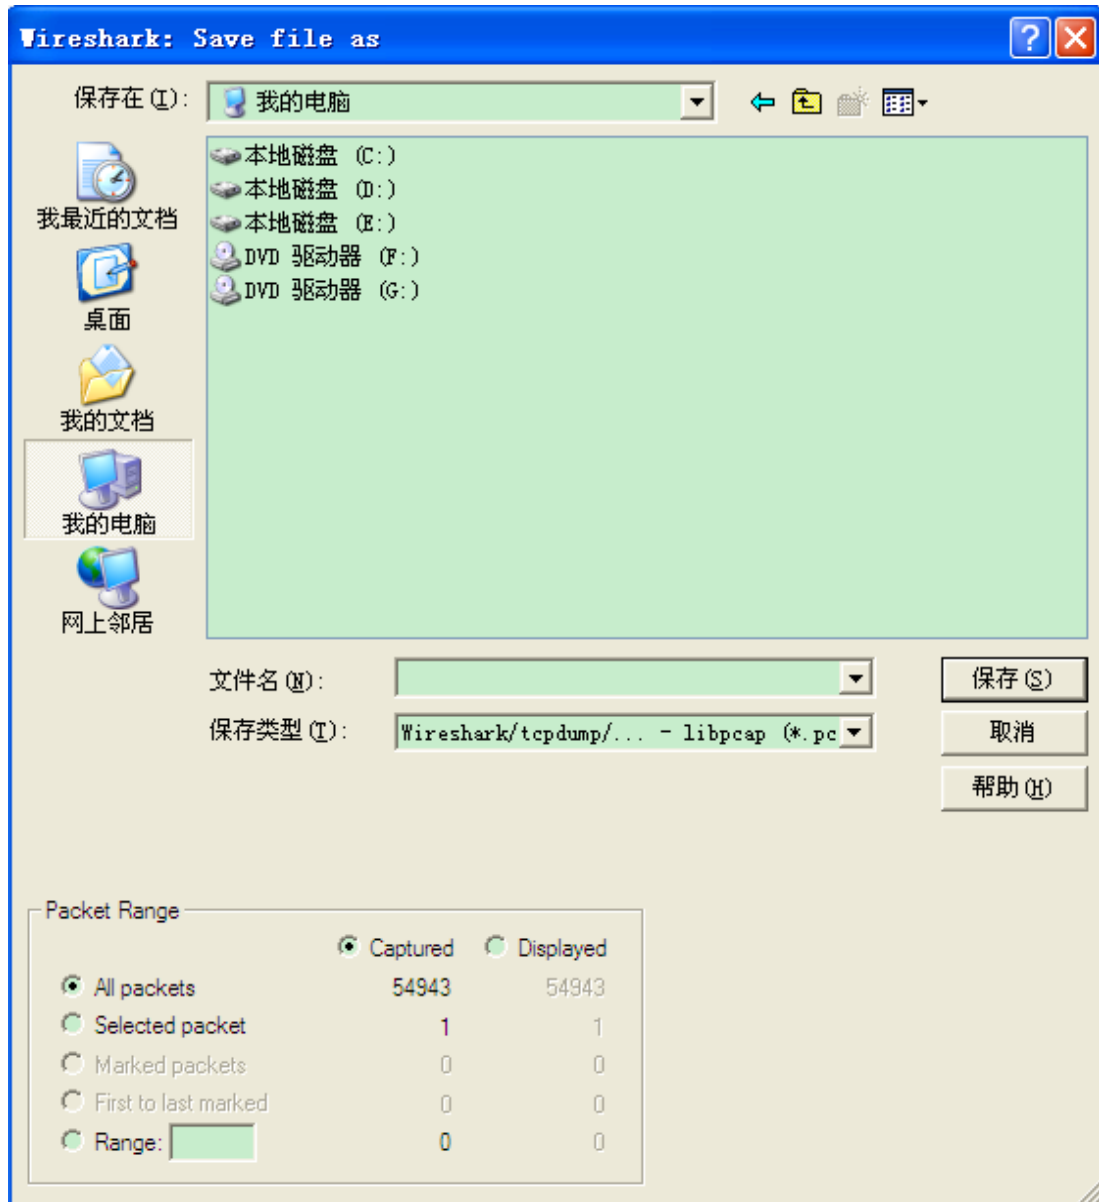 Wireshark: Save file as
保存在(I): 我的电脑
本地磁盘 (C:)
本地磁盘 (D:)
本地磁盘 (E:)
DVD 驱动器 (F:)
DVD 驱动器 (G:)
我最近的文档
桌面
我的文档
我的电脑
网上邻居
文件名(N): 保存(S)
保存类型(T): Wireshark/tcpdump/... - libpcap (*.pc 取消
帮助(H)
Packet Range
Captured Displayed
All packets 54943 54943
Selected packet 1 1
Marked packets 0 0
First to last marked 0 0
Range: 0 0